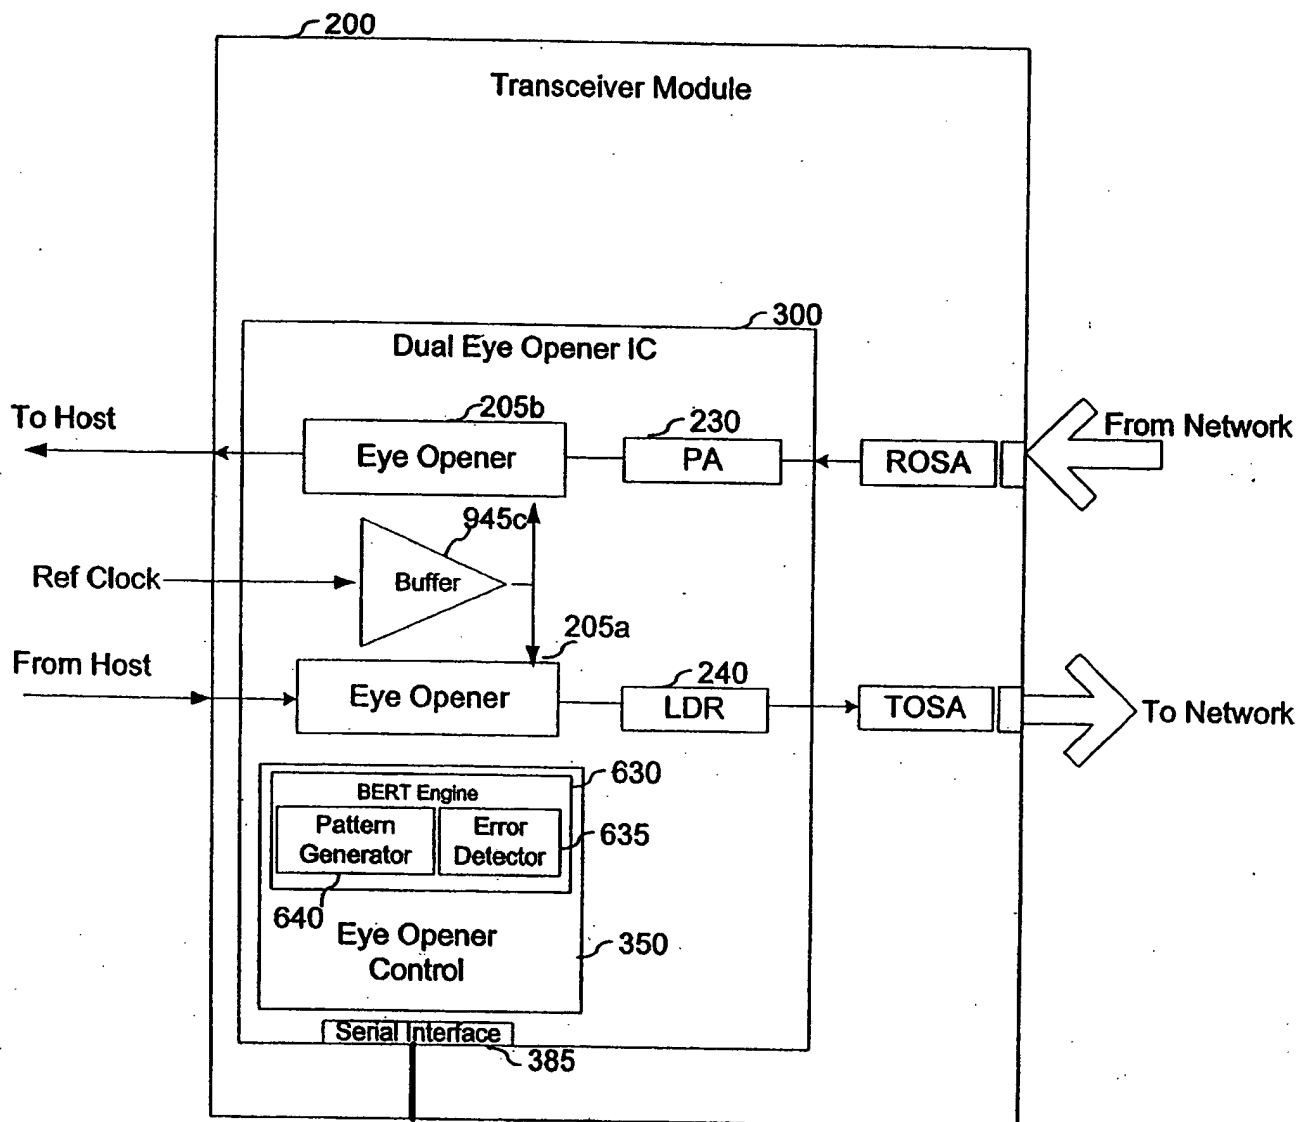 200
Transceiver Module
300
Dual Eye Opener IC
To Host
205b
Eye Opener
230
PA
ROSA
From Network
945c
Ref Clock
Buffer
205a
From Host
Eye Opener
240
LDR
TOSA
To Network
630
BERT Engine
Pattern
Generator
Error
Detector
635
640
Eye Opener
Control
350
Serial Interface
385